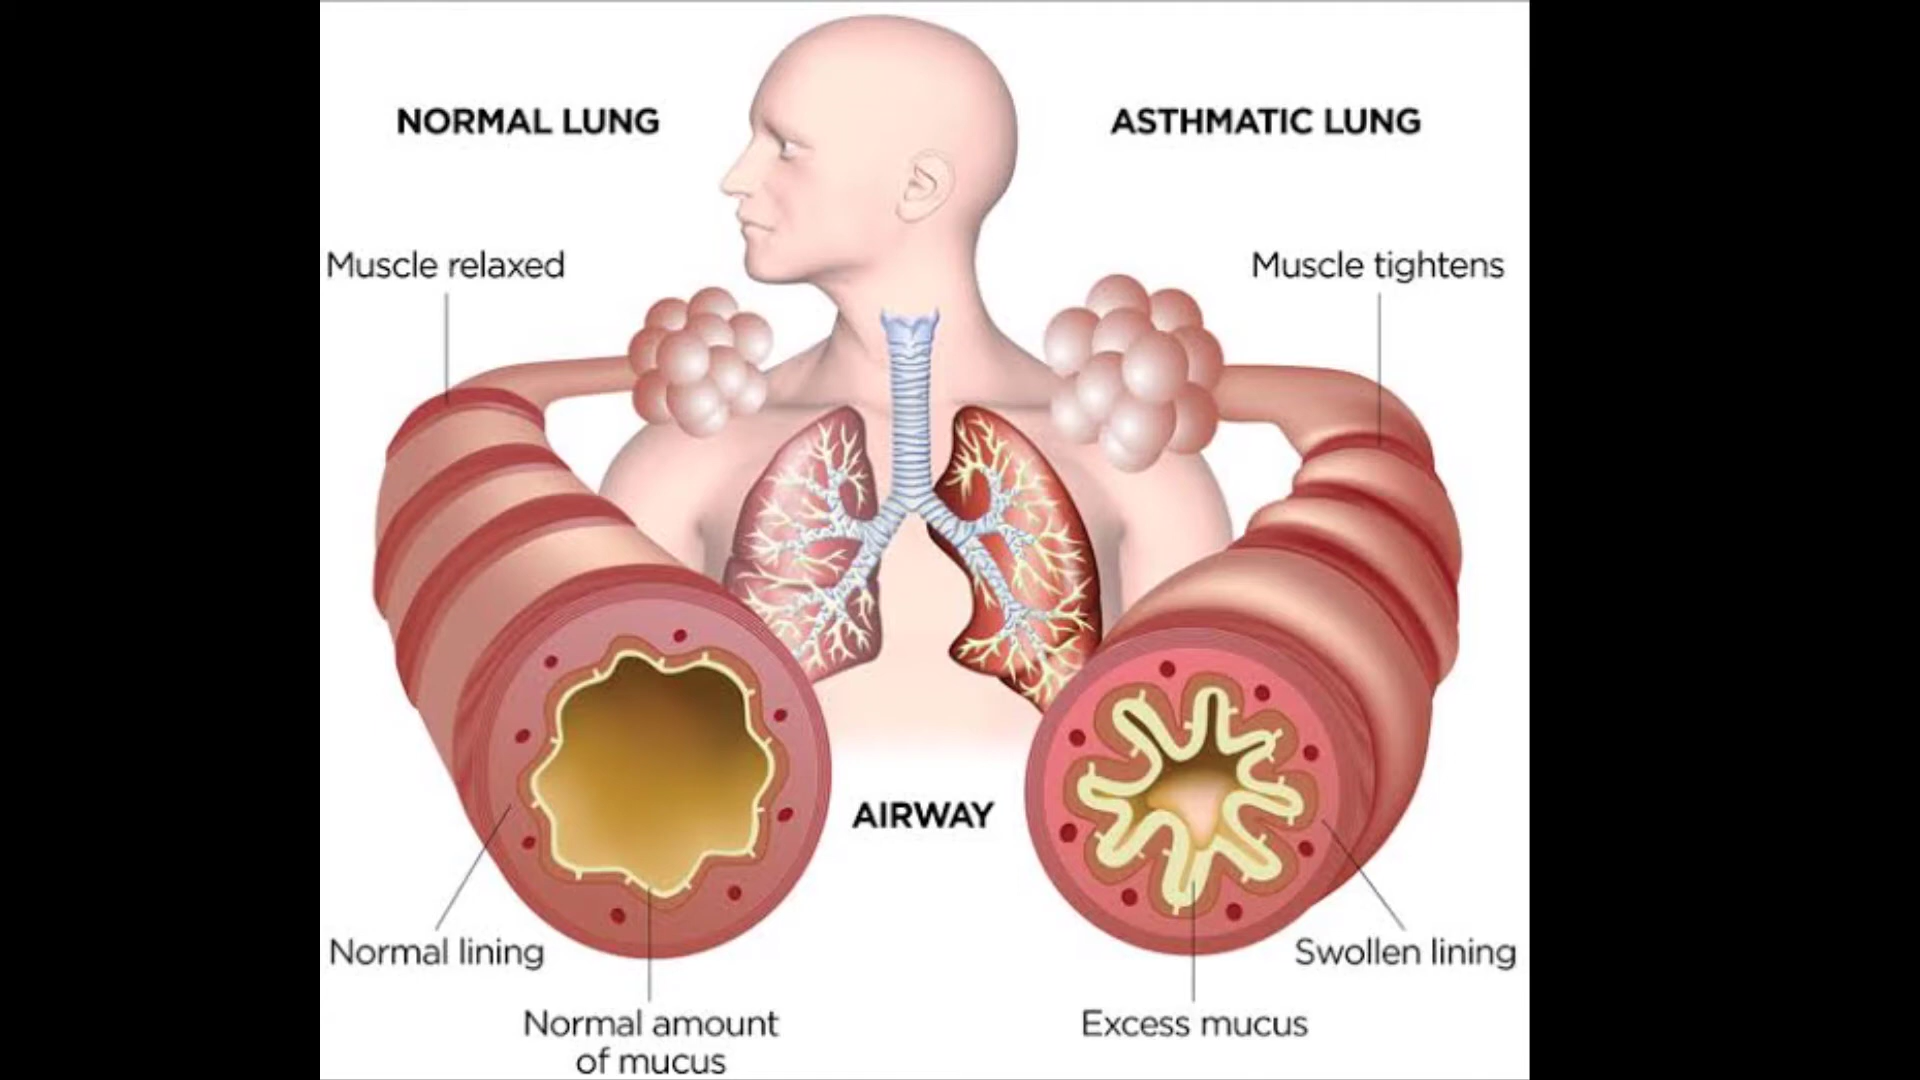 NORMAL LUNG
ASTHMATIC LUNG
Muscle relaxed
Muscle tightens
AIRWAY
Normal lining
Swollen lining
Normal amount
of mucus
Excess mucus